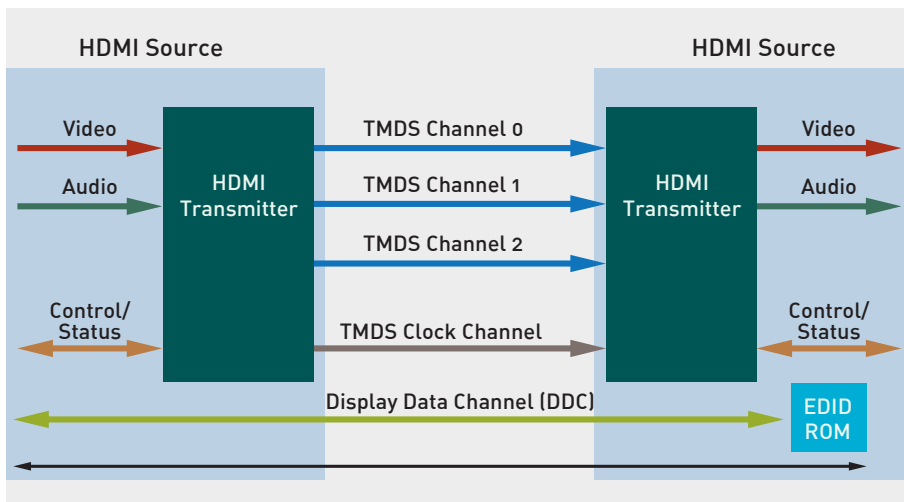 HDMI Source
HDMI Source
Video
TMDS Channel 0
Video
Audio
HDMI
Transmitter
TMDS Channel 1
HDMI
Transmitter
Audio
TMDS Channel 2
Control/
Status
TMDS Clock Channel
Control/
Status
Display Data Channel (DDC)
EDID
ROM